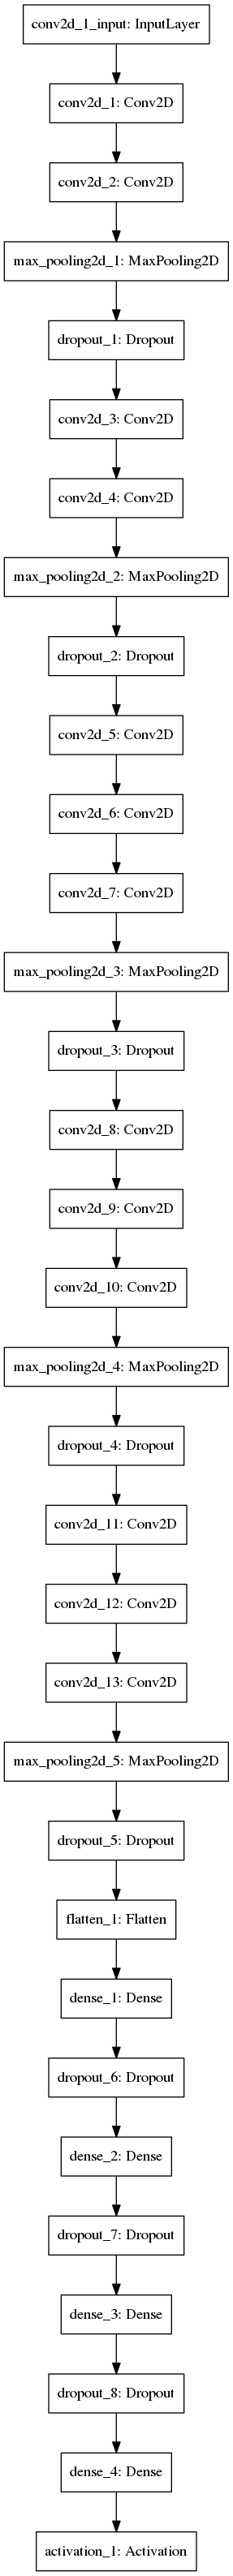 conv2d_1_input: InputLayer
conv2d_1: Conv2D
conv2d_2: Conv2D
max_pooling2d_1: MaxPooling2D
dropout_1: Dropout
conv2d_3: Conv2D
conv2d_4: Conv2D
max_pooling2d_2: MaxPooling2D
dropout_2: Dropout
conv2d_5: Conv2D
conv2d_6: Conv2D
conv2d_7: Conv2D
max_pooling2d_3: MaxPooling2D
dropout_3: Dropout
conv2d_8: Conv2D
conv2d_9: Conv2D
conv2d_10: Conv2D
max_pooling2d_4: MaxPooling2D
dropout_4: Dropout
conv2d_11: Conv2D
conv2d_12: Conv2D
conv2d_13: Conv2D
max_pooling2d_5: MaxPooling2D
dropout_5: Dropout
flatten_1: Flatten
dense_1: Dense
dropout_6: Dropout
dense_2: Dense
dropout_7: Dropout
dense_3: Dense
dropout_8: Dropout
dense_4: Dense
activation_1: Activation